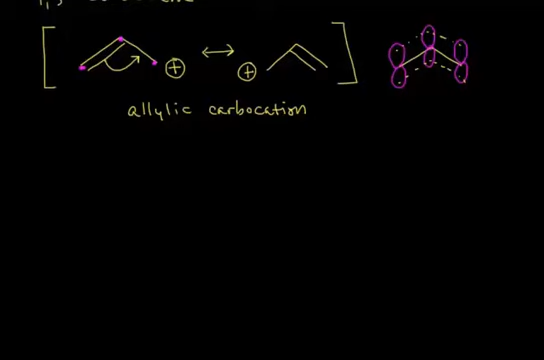 ⊕ ↔ ⊕
allylic carbocation